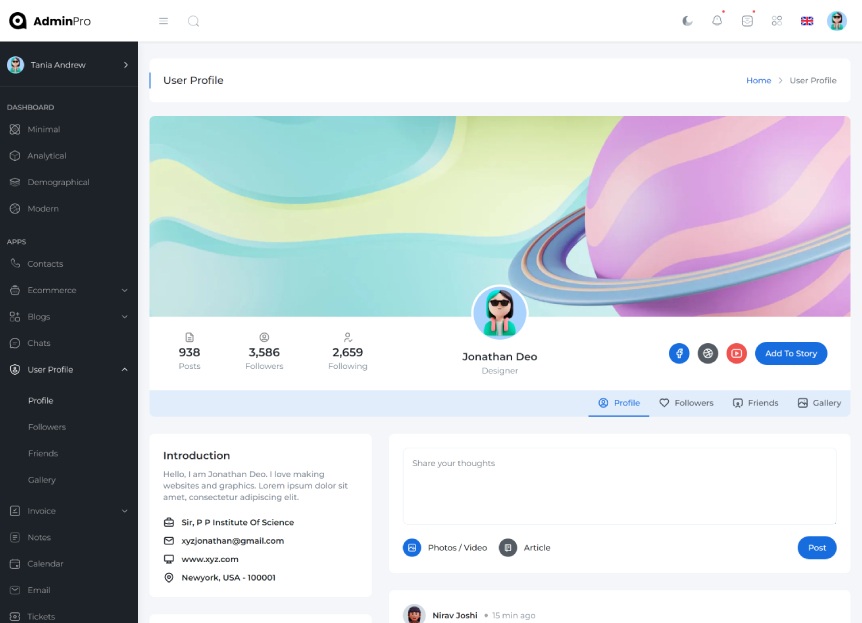 AdminPro
Tania Andrew
DASHBOARD
Minimal
Analytical
Demographical
Modern
APPS
Contacts
Ecommerce
Blogs
Chats
User Profile
Profile
Followers
Friends
Gallery
Invoice
Notes
Calendar
Email
Tickets
User Profile
Home > User Profile
938
Posts
3,586
Followers
2,659
Following
Jonathan Deo
Designer
Add To Story
Profile
Followers
Friends
Gallery
Introduction
Hello, I am Jonathan Deo. I love making
websites and graphics. Lorem ipsum dolor sit
amet, consectetur adipiscing elit.
Sir, P P Institute Of Science
xyzjonathan@gmail.com
www.xyz.com
Newyork, USA - 100001
Share your thoughts
Photos / Video
Article
Post
Nirav Joshi
15 min ago